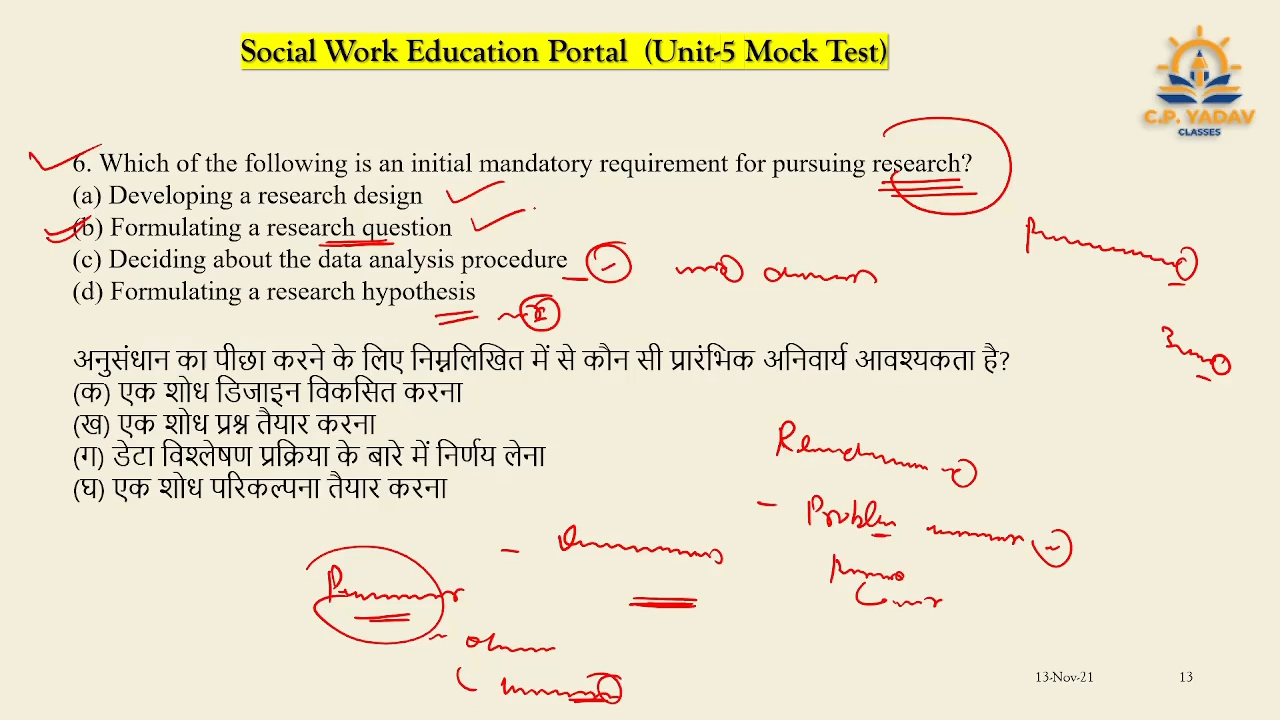 Social Work Education Portal (Unit-5 Mock Test)
C.P. YADAV
CLASSES
6. Which of the following is an initial mandatory requirement for pursuing research?
(a) Developing a research design
(b) Formulating a research question
(c) Deciding about the data analysis procedure
(d) Formulating a research hypothesis
अनुसंधान का पीछा करने के लिए निम्नलिखित में से कौन सी प्रारंभिक अनिवार्य आवश्यकता है?
(क) एक शोध डिजाइन विकसित करना
(ख) एक शोध प्रश्न तैयार करना
(ग) डेटा विश्लेषण प्रक्रिया के बारे में निर्णय लेना
(घ) एक शोध परिकल्पना तैयार करना
Problem
13-Nov-21
13